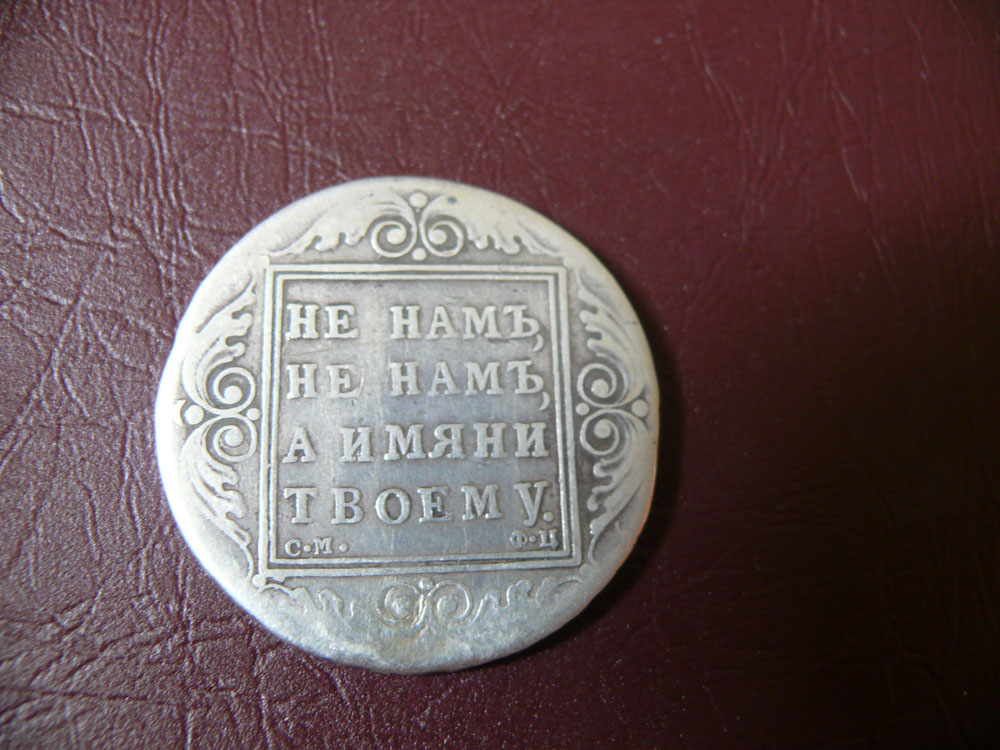 НЕ НАМЪ,
НЕ НАМЪ,
А ИМЯНИ
ТВОЕМУ.
С·М· Ф·Ц